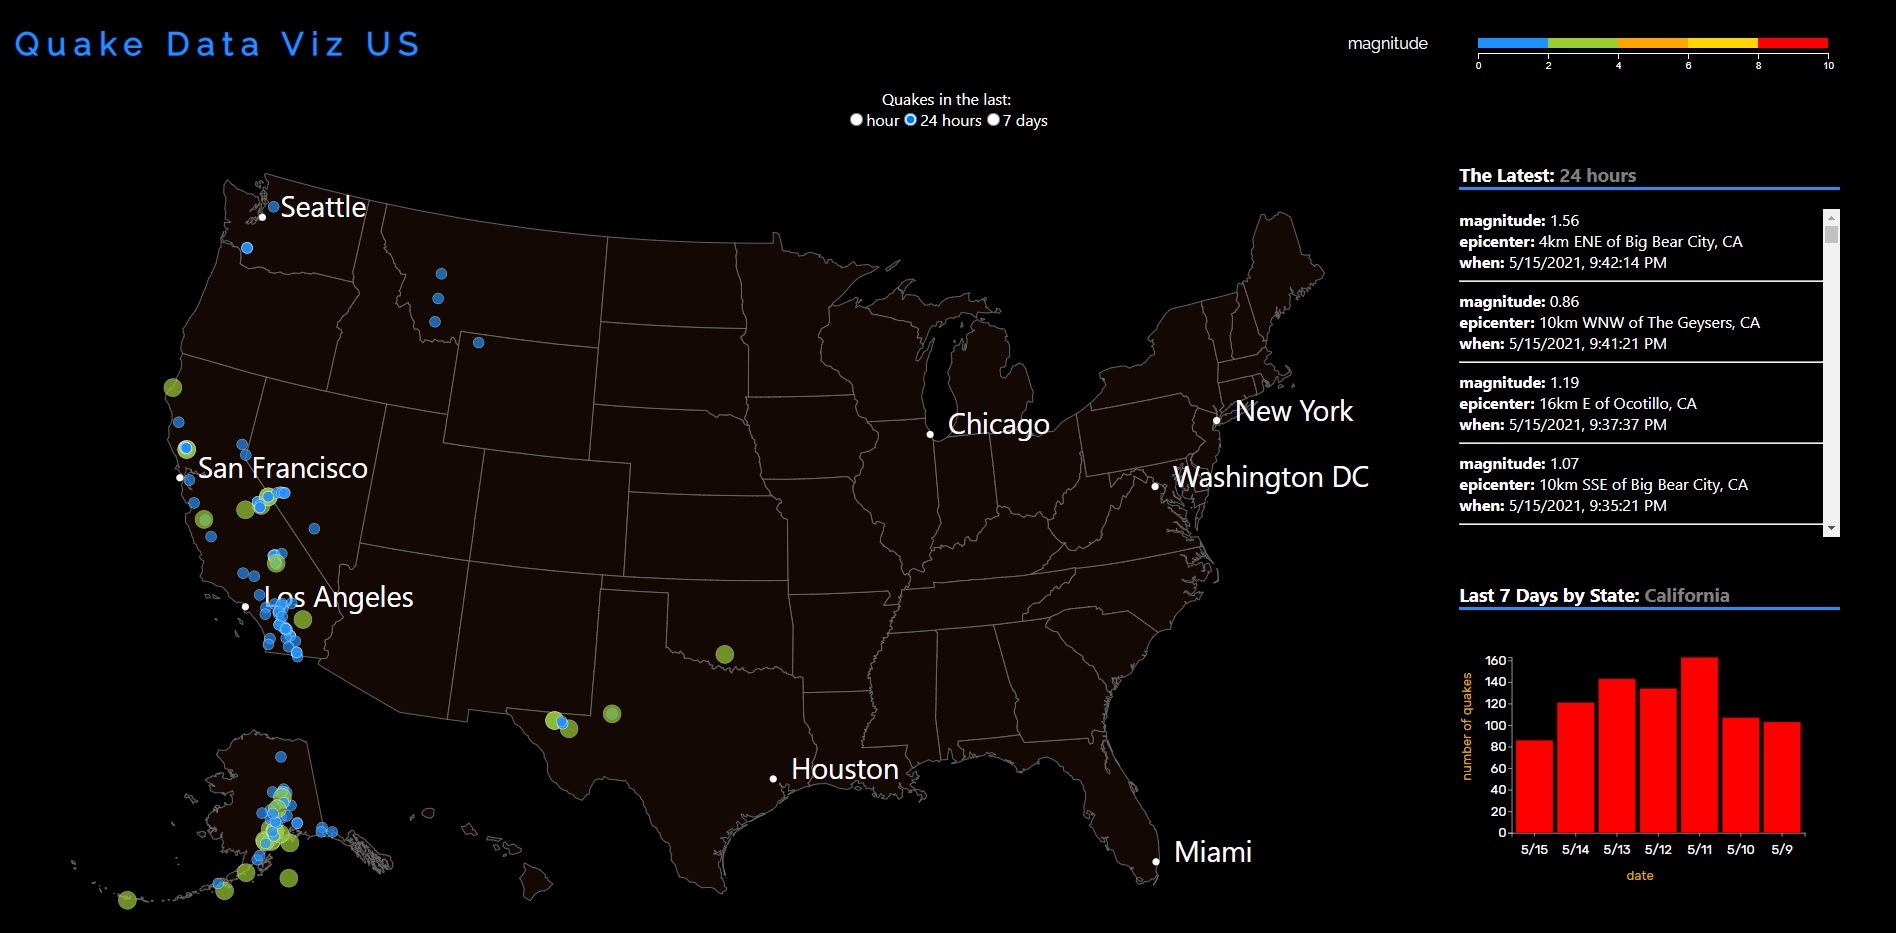 Quake Data Viz US
magnitude
0 2 4 6 8 10
Quakes in the last:
hour 24 hours 7 days
Seattle
San Francisco
Los Angeles
Chicago
New York
Washington DC
Houston
Miami
The Latest: 24 hours
magnitude: 1.56
epicenter: 4km ENE of Big Bear City, CA
when: 5/15/2021, 9:42:14 PM
magnitude: 0.86
epicenter: 10km WNW of The Geysers, CA
when: 5/15/2021, 9:41:21 PM
magnitude: 1.19
epicenter: 16km E of Ocotillo, CA
when: 5/15/2021, 9:37:37 PM
magnitude: 1.07
epicenter: 10km SSE of Big Bear City, CA
when: 5/15/2021, 9:35:21 PM
Last 7 Days by State: California
number of quakes
160
140
120
100
80
60
40
20
0
5/15 5/14 5/13 5/12 5/11 5/10 5/9
date